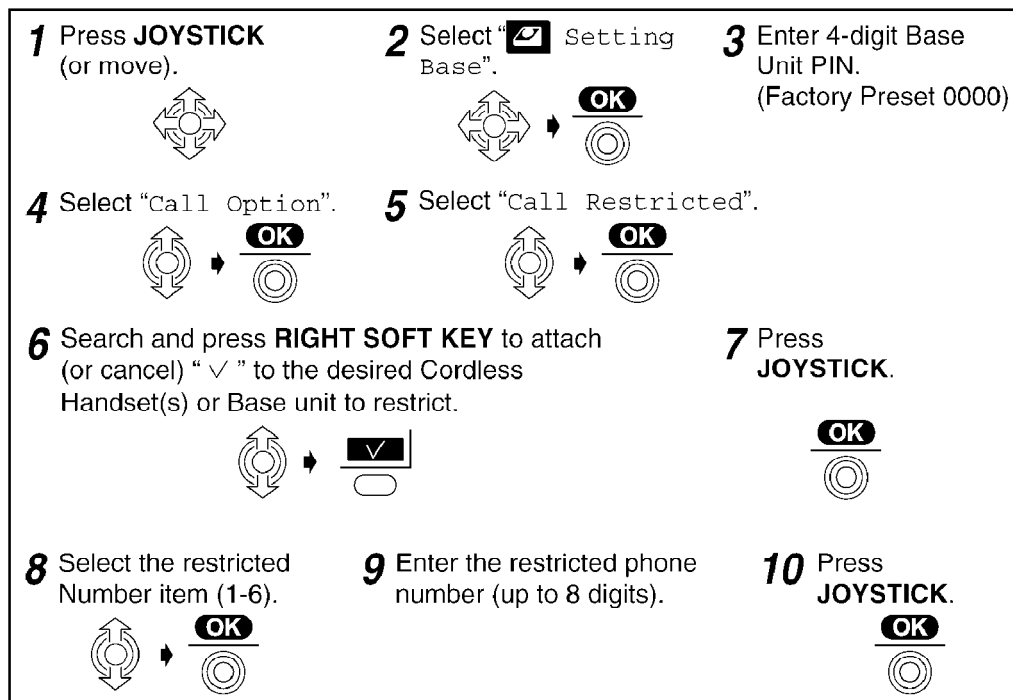 1 Press JOYSTICK
(or move).
2 Select " Setting
Base".
OK
3 Enter 4-digit Base
Unit PIN.
(Factory Preset 0000)
4 Select "Call Option".
OK
5 Select "Call Restricted".
OK
6 Search and press RIGHT SOFT KEY to attach
(or cancel) " ✓ " to the desired Cordless
Handset(s) or Base unit to restrict.
✓
7 Press
JOYSTICK.
OK
8 Select the restricted
Number item (1-6).
OK
9 Enter the restricted phone
number (up to 8 digits).
10 Press
JOYSTICK.
OK